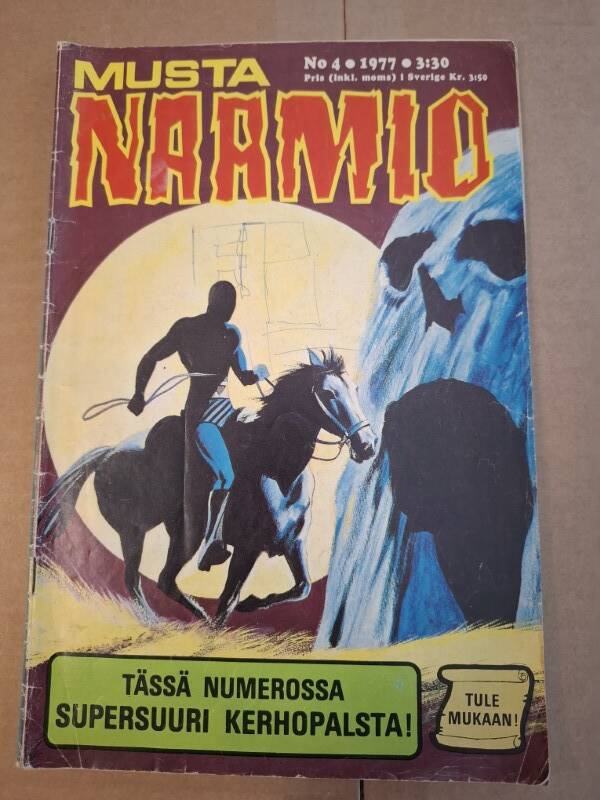 MUSTA
NAAMIO
No 4 • 1977 • 3:30
Pris (inkl. moms) i Sverige Kr. 3:50
TÄSSÄ NUMEROSSA
SUPERSUURI KERHOPALSTA!
TULE
MUKAAN!